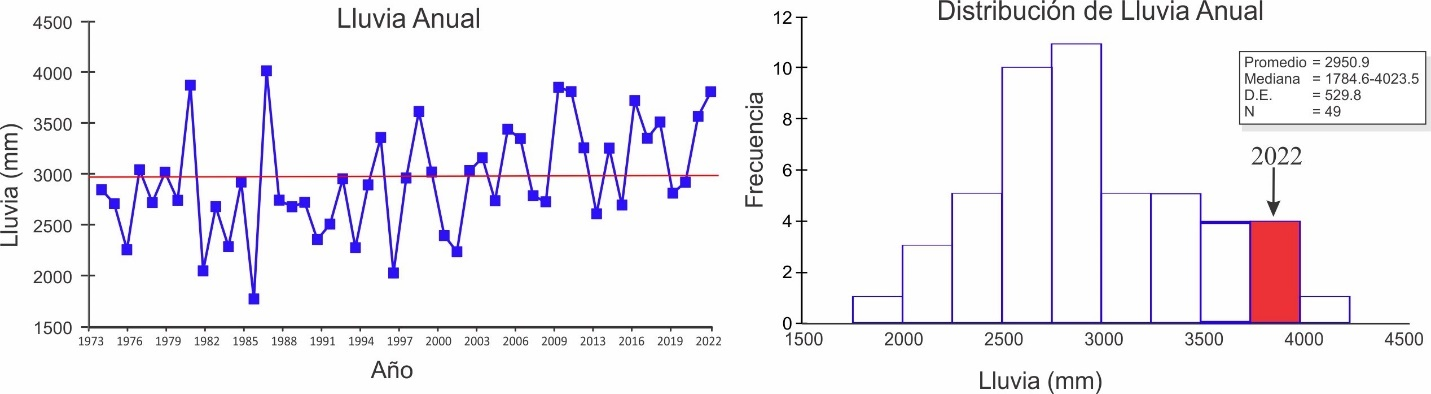 Lluvia Anual
4500
4000
3500
3000
2500
2000
1500
Lluvia (mm)
1973 1976 1979 1982 1985 1988 1991 1994 1997 2000 2003 2006 2009 2013 2016 2019 2022
Año
Distribución de Lluvia Anual
12
10
8
6
4
2
0
Frecuencia
Promedio = 2950.9
Mediana = 1784.6-4023.5
D.E. = 529.8
N = 49
2022
1500 2000 2500 3000 3500 4000 4500
Lluvia (mm)